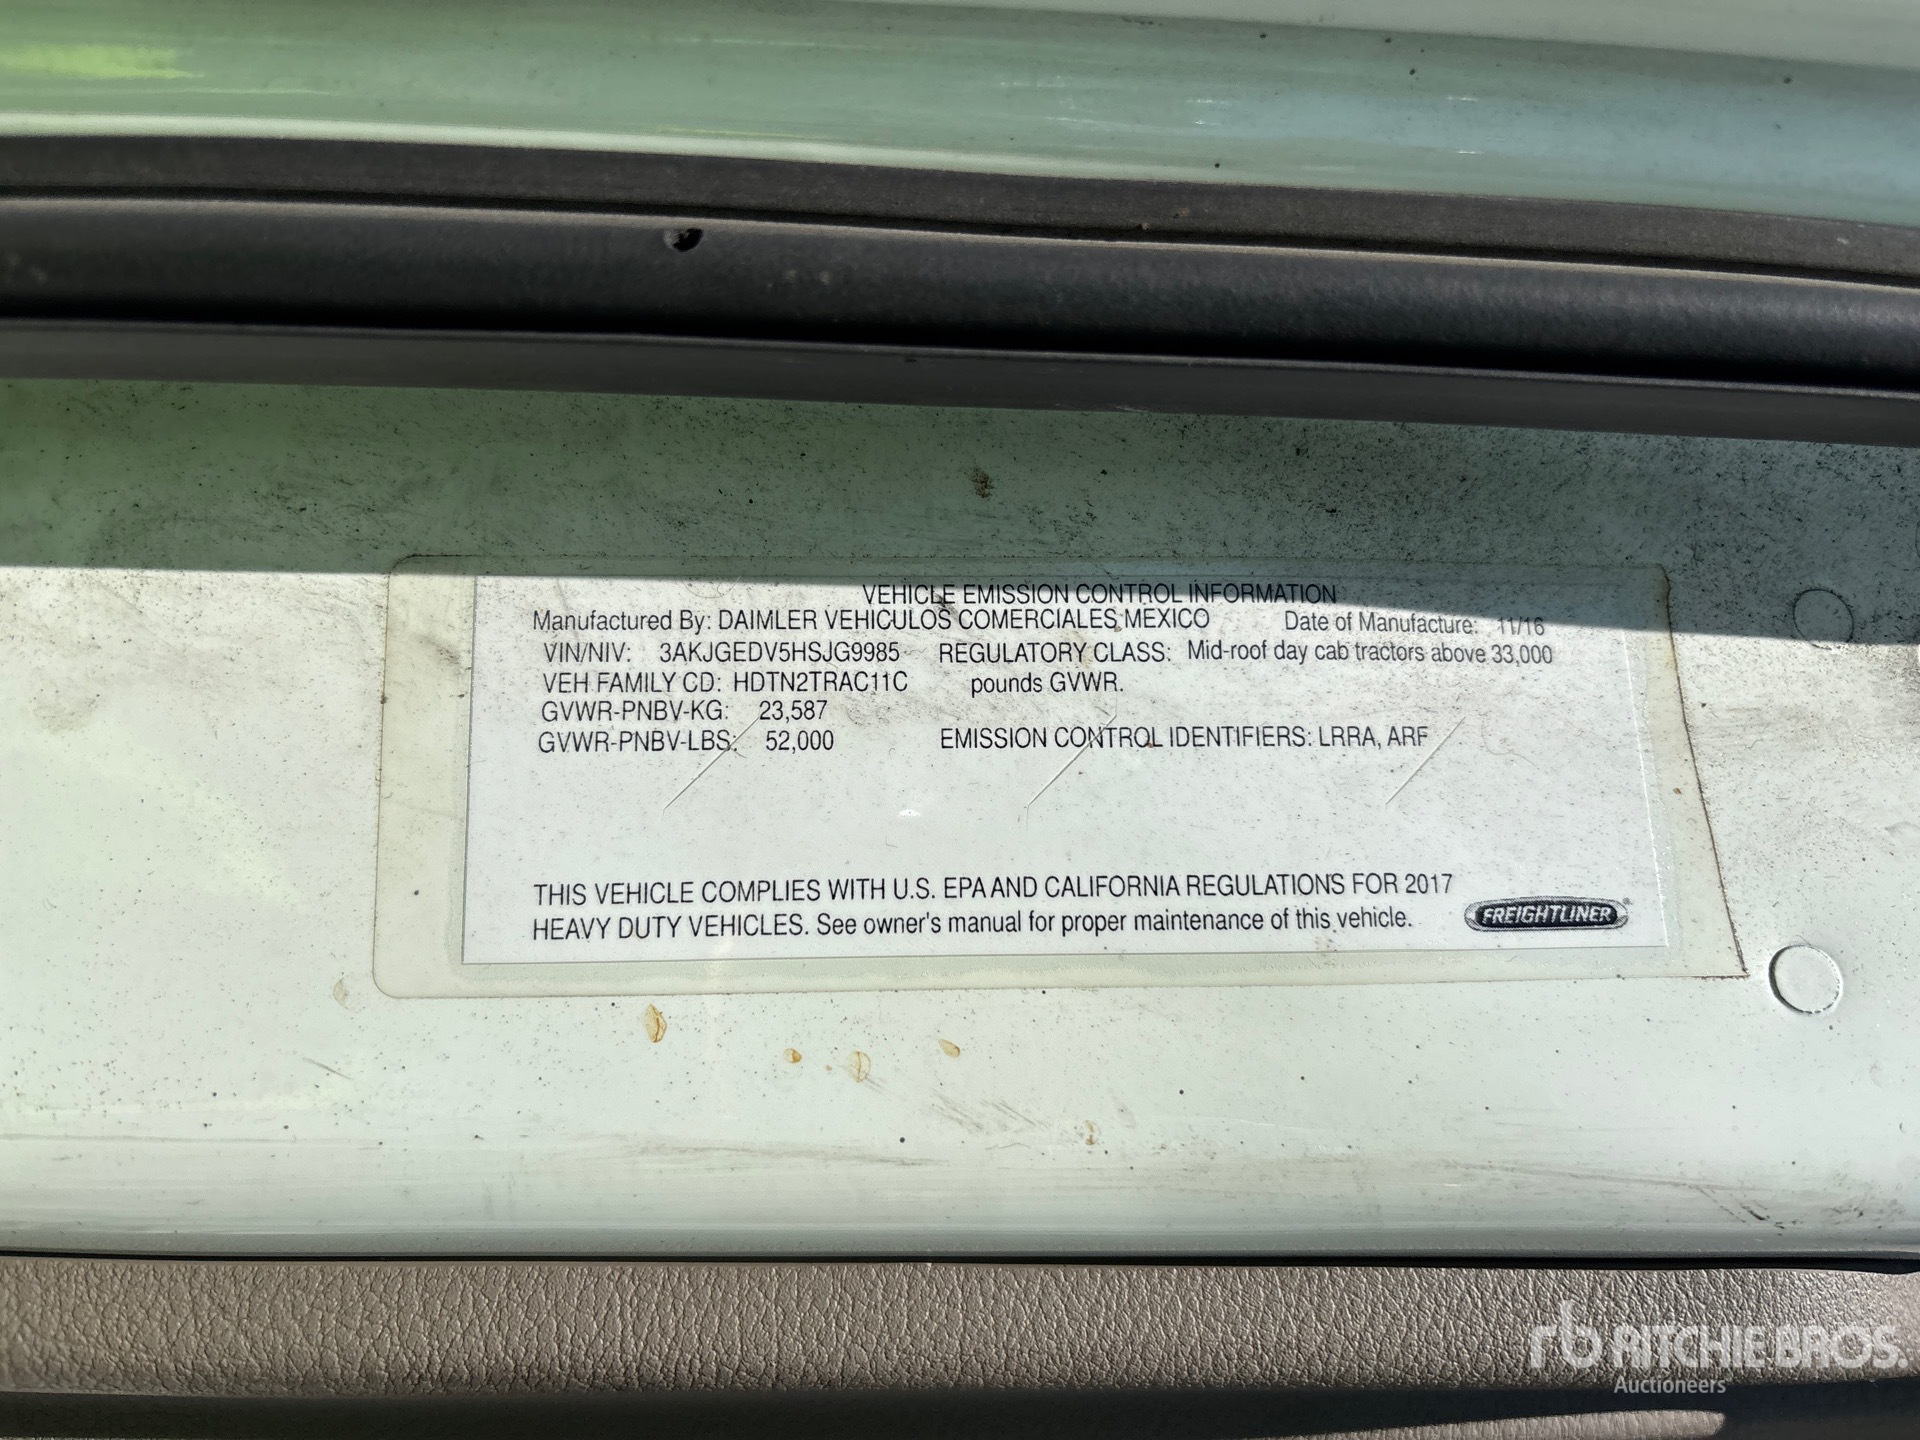 VEHICLE EMISSION CONTROL INFORMATION
Manufactured By: DAIMLER VEHICULOS COMERCIALES MEXICO Date of Manufacture: 11/16
VIN/NIV: 3AKJGEDV5HSJG9985 REGULATORY CLASS: Mid-roof day cab tractors above 33,000
VEH FAMILY CD: HDTN2TRAC11C pounds GVWR.
GVWR-PNBV-KG: 23,587
GVWR-PNBV-LBS: 52,000 EMISSION CONTROL IDENTIFIERS: LRRA, ARF
THIS VEHICLE COMPLIES WITH U.S. EPA AND CALIFORNIA REGULATIONS FOR 2017
HEAVY DUTY VEHICLES. See owner's manual for proper maintenance of this vehicle.
FREIGHTLINER
rb RITCHIE BROS.
Auctioneers